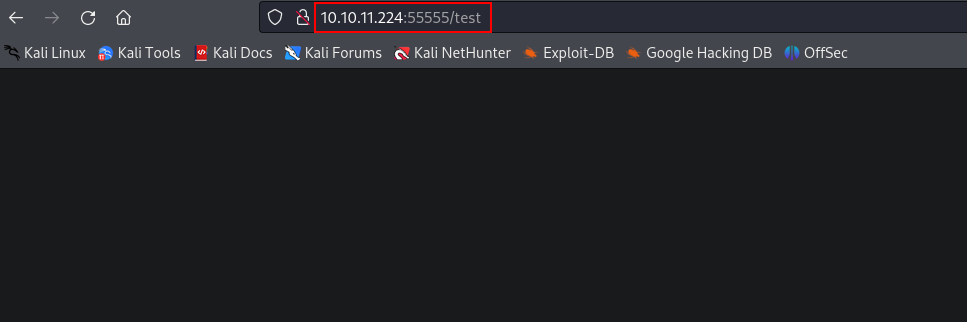 10.10.11.224:55555/test
Kali Linux Kali Tools Kali Docs Kali Forums Kali NetHunter Exploit-DB Google Hacking DB OffSec